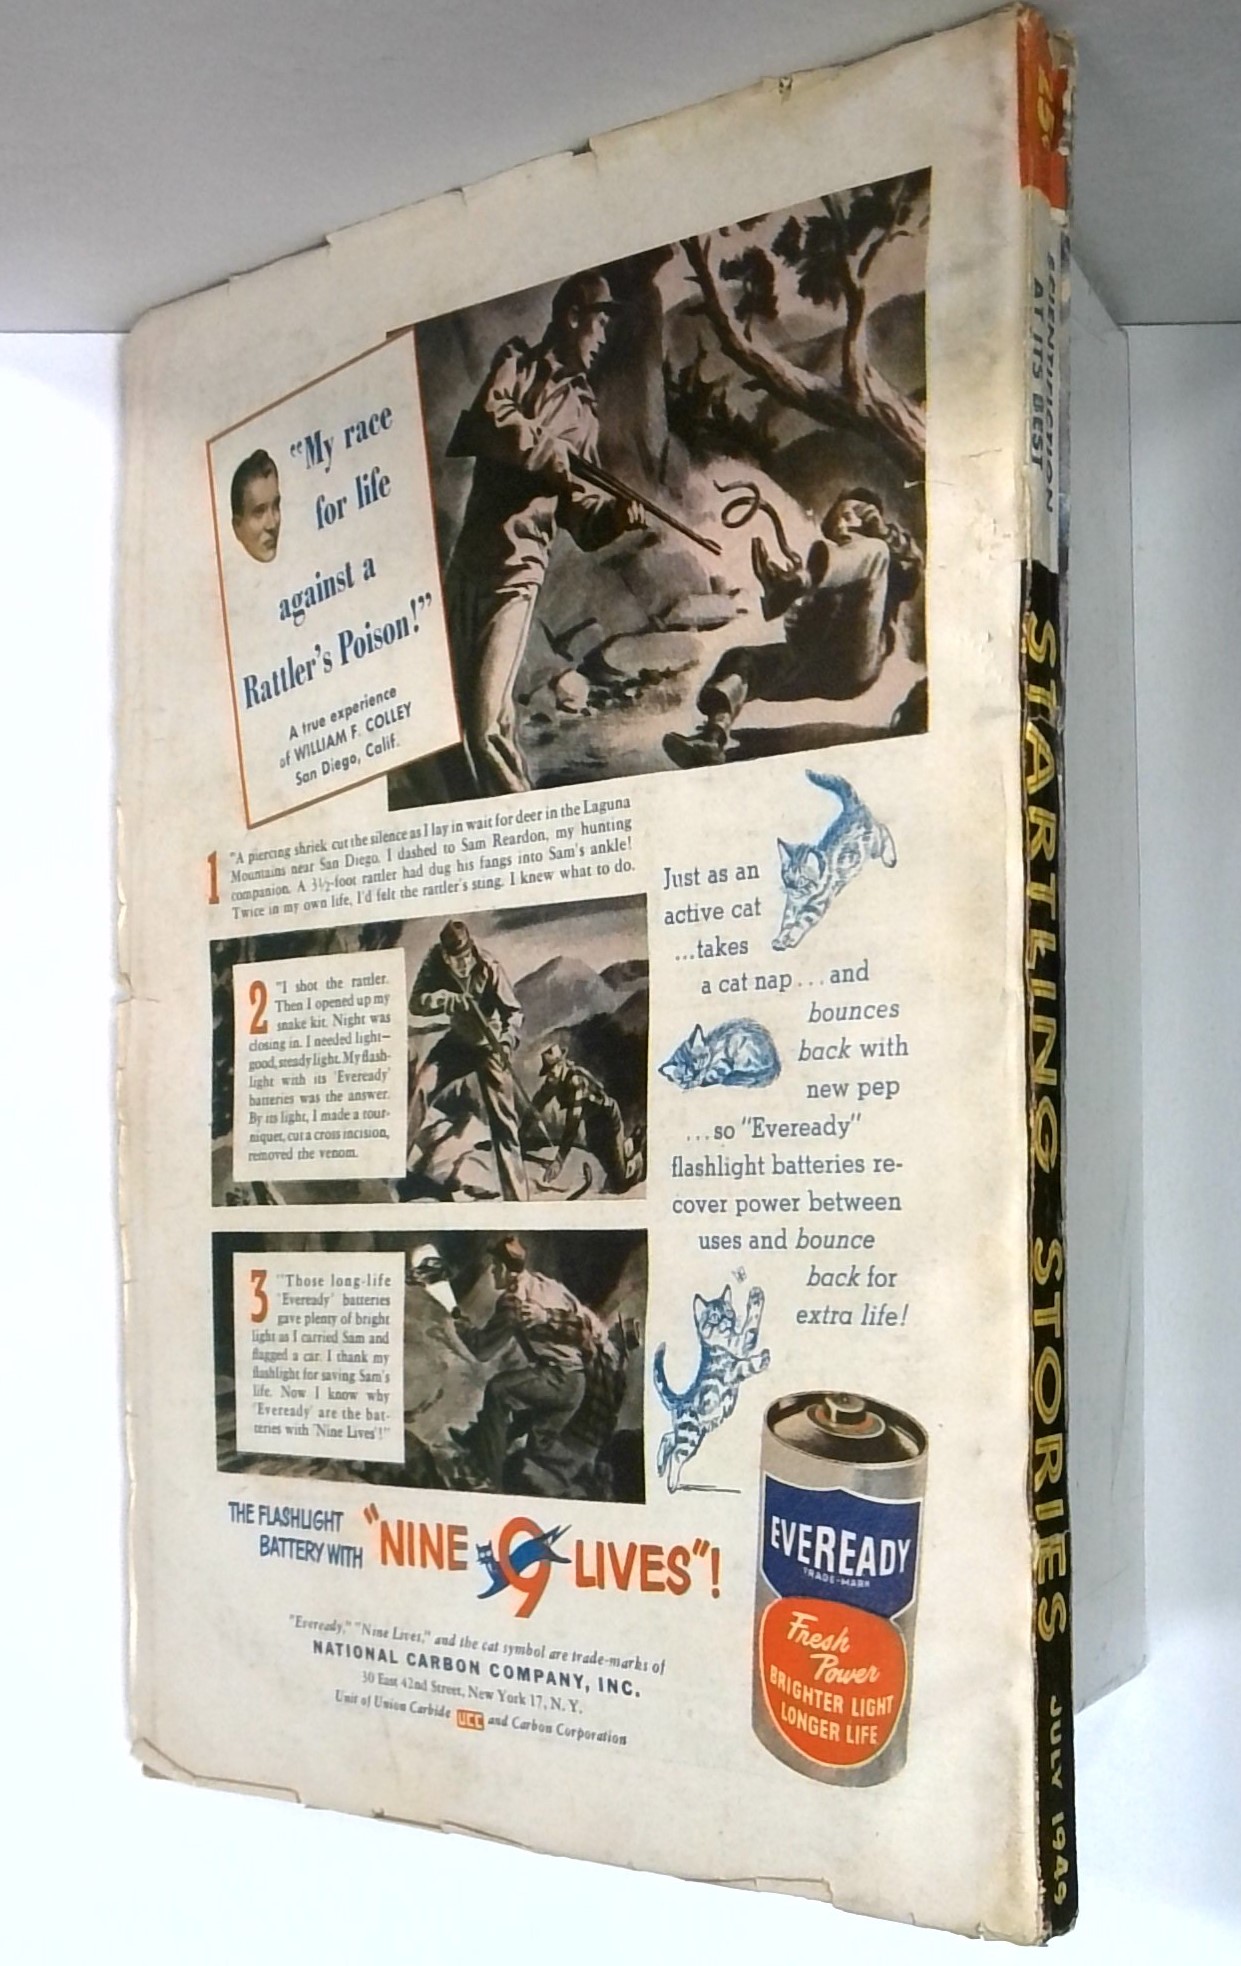 "My race
for life
against a
Rattler's Poison!"
A true experience
of WILLIAM F. COLLEY
San Diego, Calif.
1 "A piercing shriek cut the silence as I lay in wait for deer in the Laguna
Mountains near San Diego. I dashed to Sam Reardon, my hunting
companion. A 3½-foot rattler had dug his fangs into Sam's ankle!
Twice in my own life, I'd felt the rattler's sting. I knew what to do.
2 "I shot the rattler.
Then I opened up my
snake kit. Night was
closing in. I needed light—
good, steady light. My flash-
light with its 'Eveready'
batteries was the answer.
By its light, I made a tour-
niquet, cut a cross incision,
removed the venom.
3 "Those long-life
'Eveready' batteries
gave plenty of bright
light as I carried Sam and
flagged a car. I thank my
flashlight for saving Sam's
life. Now I know why
'Eveready' are the bat-
teries with 'Nine Lives'!"
Just as an
active cat
...takes
a cat nap...and
bounces
back with
new pep
...so "Eveready"
flashlight batteries re-
cover power between
uses and bounce
back for
extra life!
THE FLASHLIGHT
BATTERY WITH
"NINE 9 LIVES"!
EVEREADY
TRADE-MARK
Fresh
Power
BRIGHTER LIGHT
LONGER LIFE
"Eveready," "Nine Lives," and the cat symbol are trade-marks of
NATIONAL CARBON COMPANY, INC.
30 East 42nd Street, New York 17, N. Y.
Unit of Union Carbide UCC and Carbon Corporation
25¢
SCIENTIFICTION
AT ITS BEST
STARTLING STORIES
JULY 1949